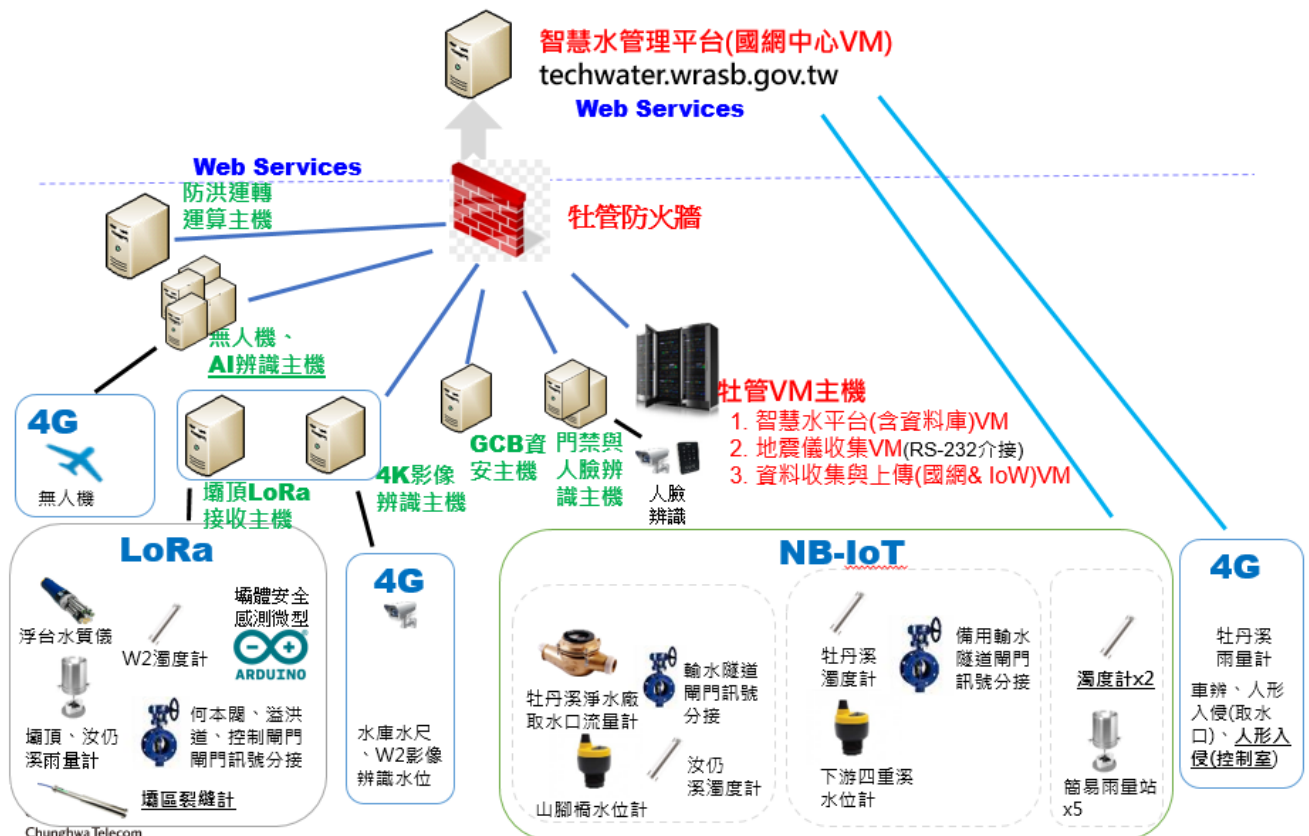 智慧水管理平台(國網中心VM)
techwater.wrasb.gov.tw
Web Services
Web Services
防洪運轉
運算主機
牡管防火牆
無人機、
AI辨識主機
4G
無人機
壩頂LoRa
接收主機
4K影像
辨識主機
GCB資
安主機
門禁與
人臉辨
識主機
人臉
辨識
牡管VM主機
1. 智慧水平台(含資料庫)VM
2. 地震儀收集VM(RS-232介接)
3. 資料收集與上傳(國網& IoW)VM
LoRa
浮台水質儀
W2濁度計
壩體安全
感測微型
ARDUINO
壩頂、汝仍
溪雨量計
何本閥、溢洪
道、控制閘門
閘門訊號分接
壩區裂縫計
4G
水庫水尺
、W2影像
辨識水位
NB-IoT
牡丹溪淨水廠
取水口流量計
輸水隧道
閘門訊號
分接
山腳橋水位計
汝仍
溪濁度計
牡丹溪
濁度計
備用輸水
隧道閘門
訊號分接
下游四重溪
水位計
濁度計x2
簡易雨量站
x5
4G
牡丹溪
雨量計
車辨、人形
入侵(取水
口)、人形入
侵(控制室)
Chunghwa Telecom